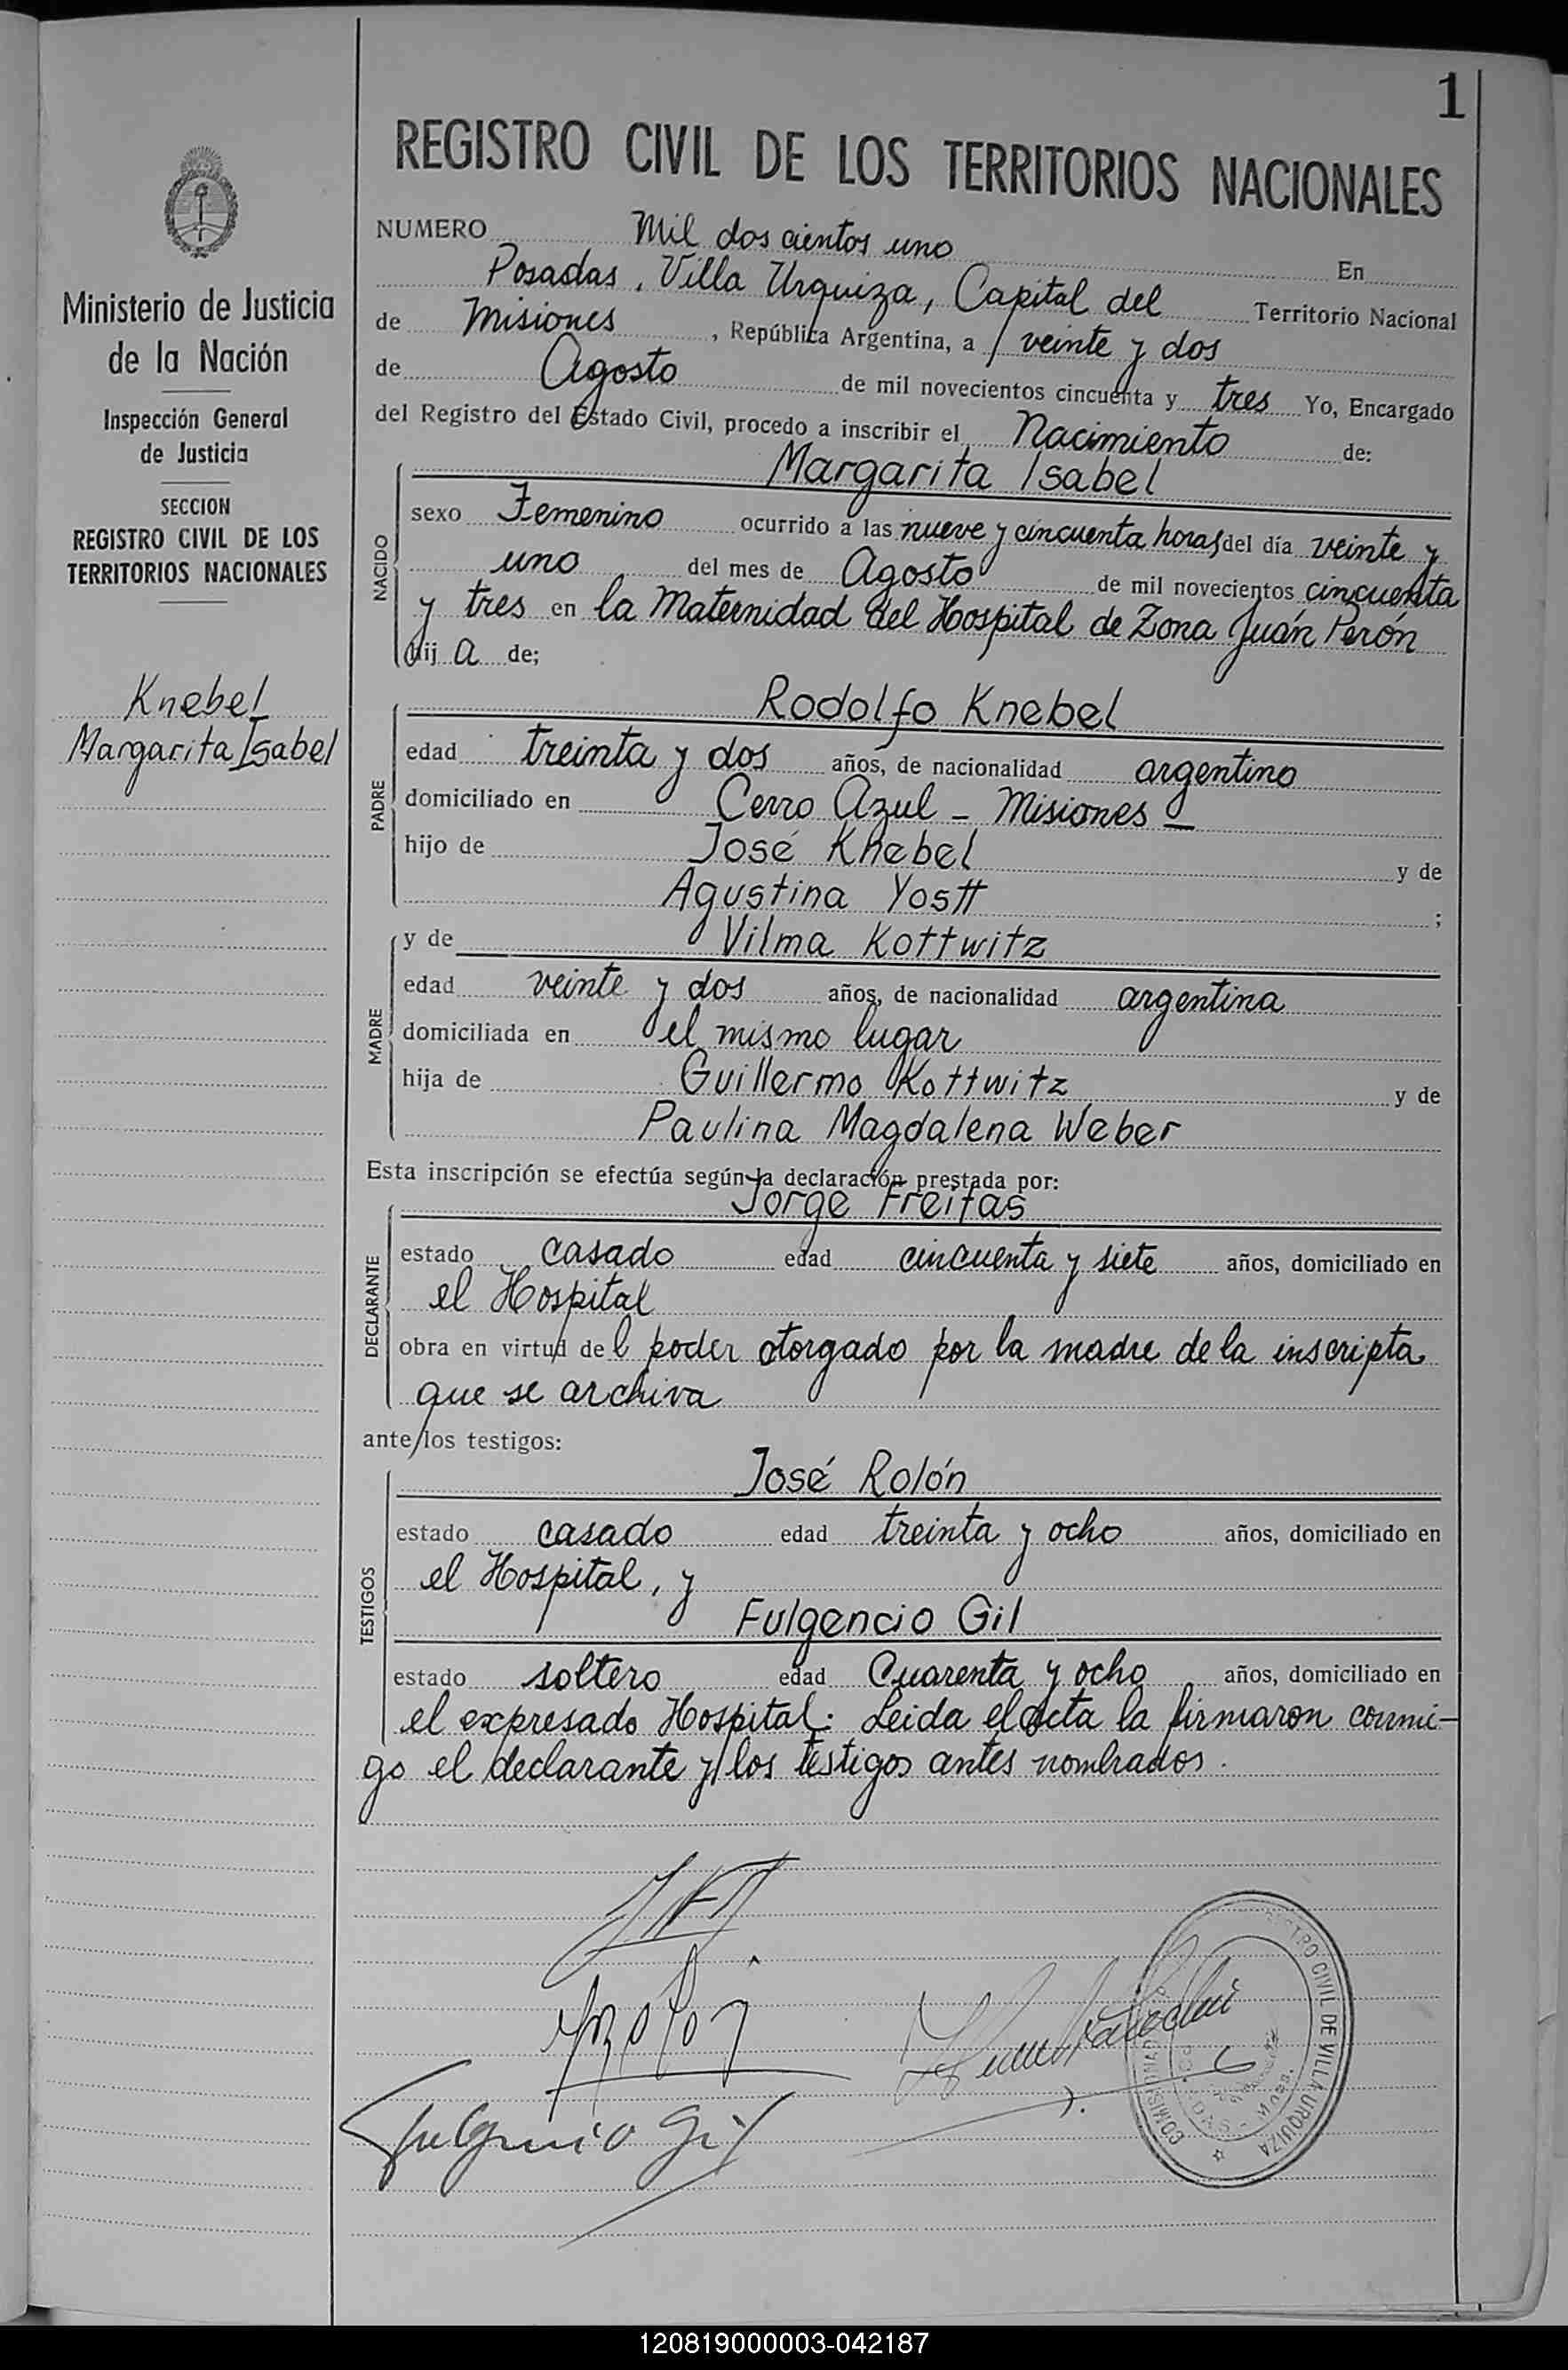 1
REGISTRO CIVIL DE LOS TERRITORIOS NACIONALES
Ministerio de Justicia
de la Nación
Inspección General
de Justicia
SECCION
REGISTRO CIVIL DE LOS
TERRITORIOS NACIONALES
Knebel
Margarita Isabel
NUMERO Mil dos cientos uno En
Posadas, Villa Urquiza, Capital del Territorio Nacional
de Misiones, República Argentina, a veinte y dos
de Agosto de mil novecientos cincuenta y tres Yo, Encargado
del Registro del Estado Civil, procedo a inscribir el Nacimiento de:
NACIDO
Margarita Isabel
sexo Femenino ocurrido a las nueve y cincuenta horas del día veinte y
uno del mes de Agosto de mil novecientos cincuenta
y tres en la Maternidad del Hospital de Zona Juán Perón
hij a de;
PADRE
Rodolfo Knebel
edad treinta y dos años, de nacionalidad argentino
domiciliado en Cerro Azul - Misiones -
hijo de José Knebel y de
Agustina Yostt ;
MADRE
y de Vilma Kottwitz
edad veinte y dos años, de nacionalidad argentina
domiciliada en el mismo lugar
hija de Guillermo Kottwitz y de
Paulina Magdalena Weber
Esta inscripción se efectúa según la declaración prestada por:
DECLARANTE
Jorge Freitas
estado casado edad cincuenta y siete años, domiciliado en
el Hospital
obra en virtud del poder otorgado por la madre de la inscripta
que se archiva
ante los testigos:
TESTIGOS
José Rolón
estado casado edad treinta y ocho años, domiciliado en
el Hospital, y
Fulgencio Gil
estado soltero edad Cuarenta y ocho años, domiciliado en
el expresado Hospital. Leida el acta la firmaron conmi-
go el declarante y los testigos antes nombrados.
Fulgencio Gil
CIVIL DE VILLA URQUIZA
120819000003-042187